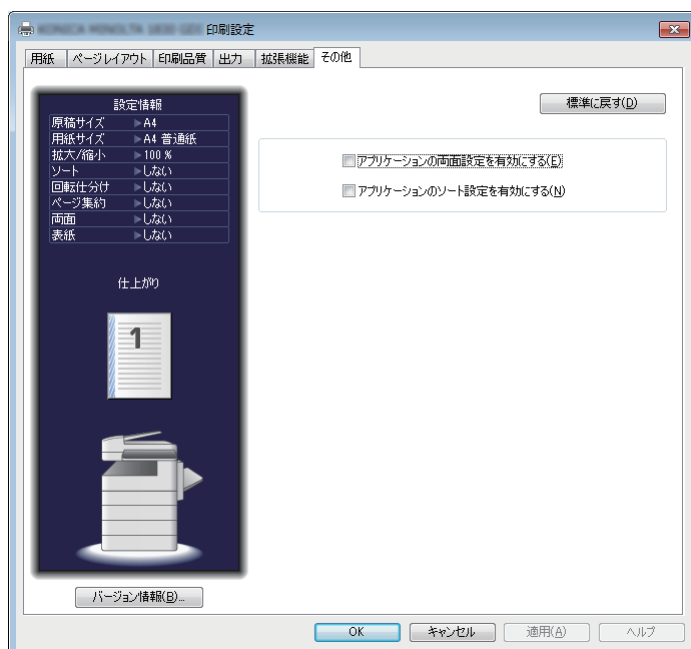 印刷設定
用紙 ページレイアウト 印刷品質 出力 拡張機能 その他
設定情報
原稿サイズ ▶A4
用紙サイズ ▶A4 普通紙
拡大/縮小 ▶100 %
ソート ▶しない
回転仕分け ▶しない
ページ集約 ▶しない
両面 ▶しない
表紙 ▶しない
仕上がり
1
バージョン情報(B)...
標準に戻す(D)
アプリケーションの両面設定を有効にする(E)
アプリケーションのソート設定を有効にする(N)
OK キャンセル 適用(A) ヘルプ